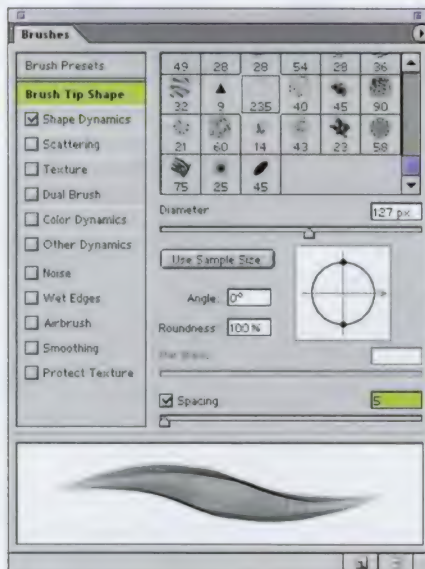 Brushes
Brush Presets
Brush Tip Shape
Shape Dynamics
Scattering
Texture
Dual Brush
Color Dynamics
Other Dynamics
Noise
Wet Edges
Airbrush
Smoothing
Protect Texture
49 28 28 54 28 36
32 9 235 40 45 90
21 60 14 43 23 58
75 25 45
Diameter 127 px
Use Sample Size
Angle: 0°
Roundness: 100%
Spacing 5